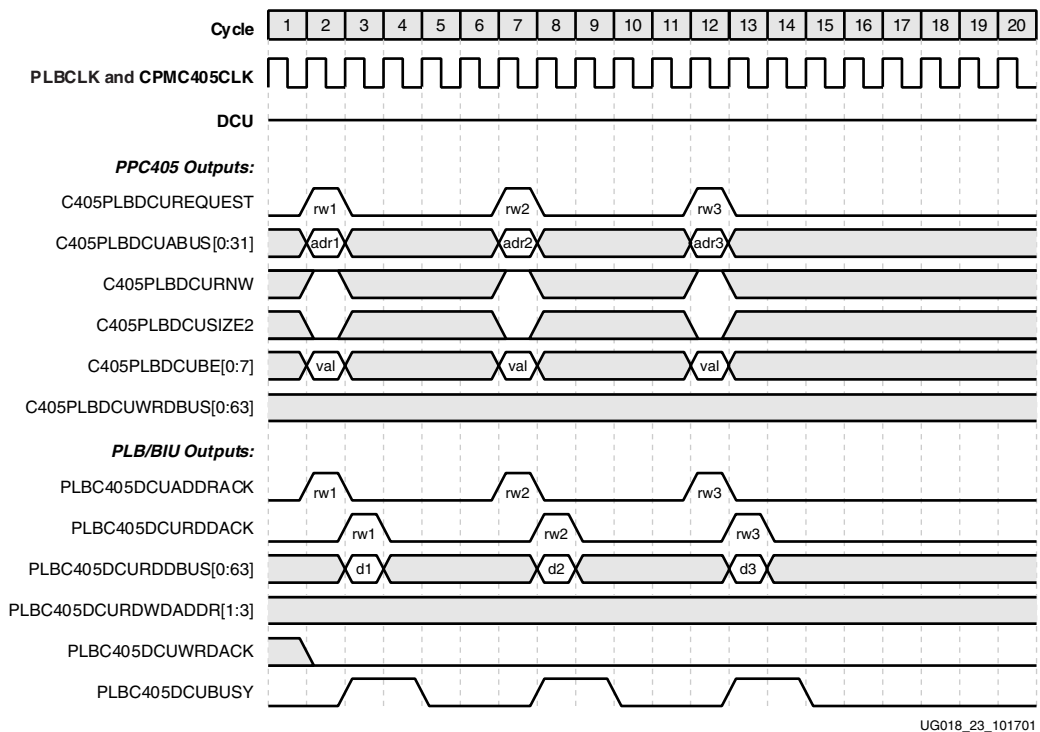 Cycle 1 2 3 4 5 6 7 8 9 10 11 12 13 14 15 16 17 18 19 20
PLBCLK and CPMC405CLK
DCU
PPC405 Outputs:
C405PLBDCUREQUEST rw1 rw2 rw3
C405PLBDCUABUS[0:31] adr1 adr2 adr3
C405PLBDCURNW
C405PLBDCUSIZE2
C405PLBDCUBE[0:7] val val val
C405PLBDCUWRDBUS[0:63]
PLB/BIU Outputs:
PLBC405DCUADDRACK rw1 rw2 rw3
PLBC405DCURDDACK rw1 rw2 rw3
PLBC405DCURDDBUS[0:63] d1 d2 d3
PLBC405DCURDWDADDR[1:3]
PLBC405DCUWRDACK
PLBC405DCUBUSY
UG018_23_101701